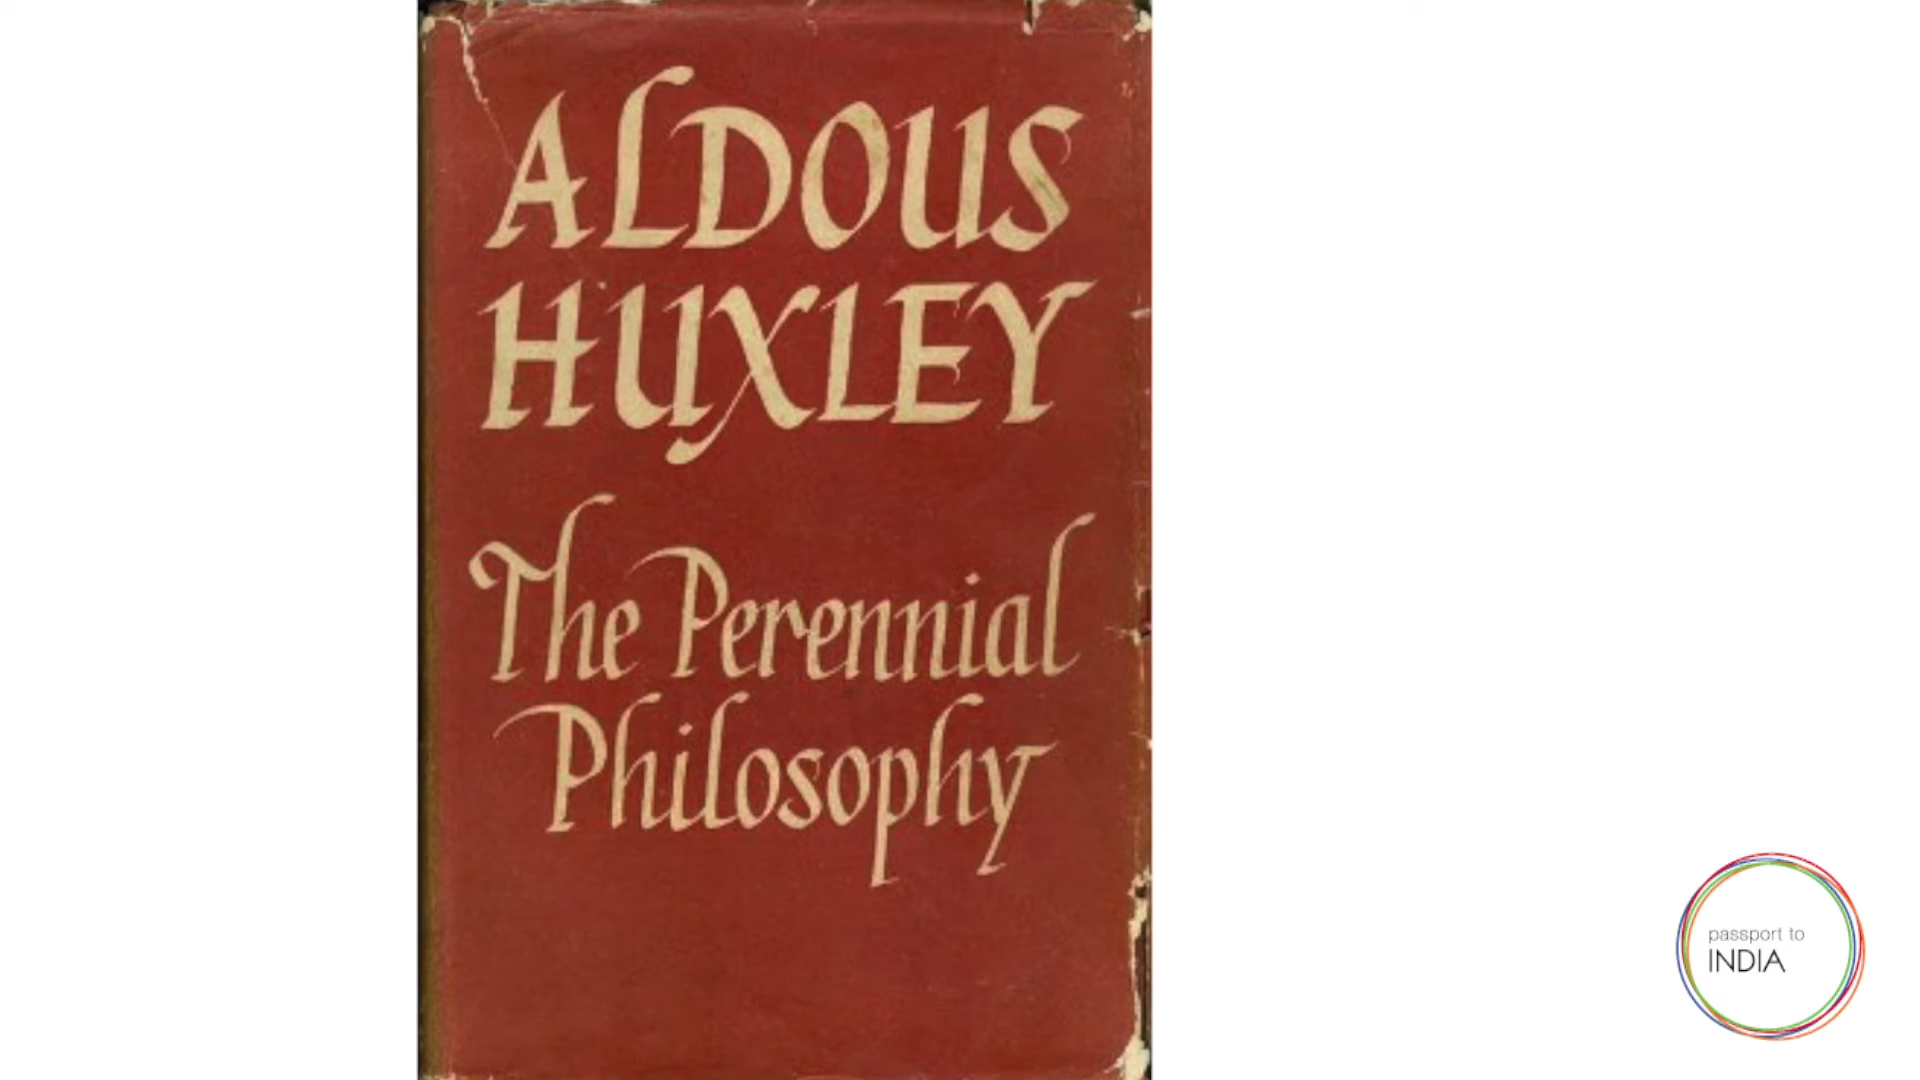 ALDOUS
HUXLEY
The Perennial
Philosophy
passport to
INDIA